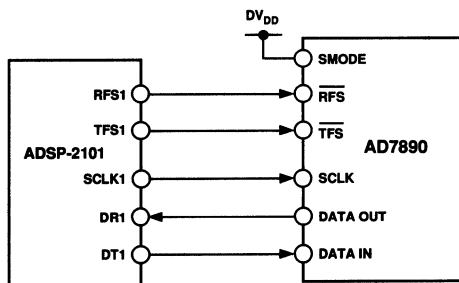 DVDD
SMODE
RFS1 RFS
TFS1 TFS
ADSP-2101 AD7890
SCLK1 SCLK
DR1 DATA OUT
DT1 DATA IN